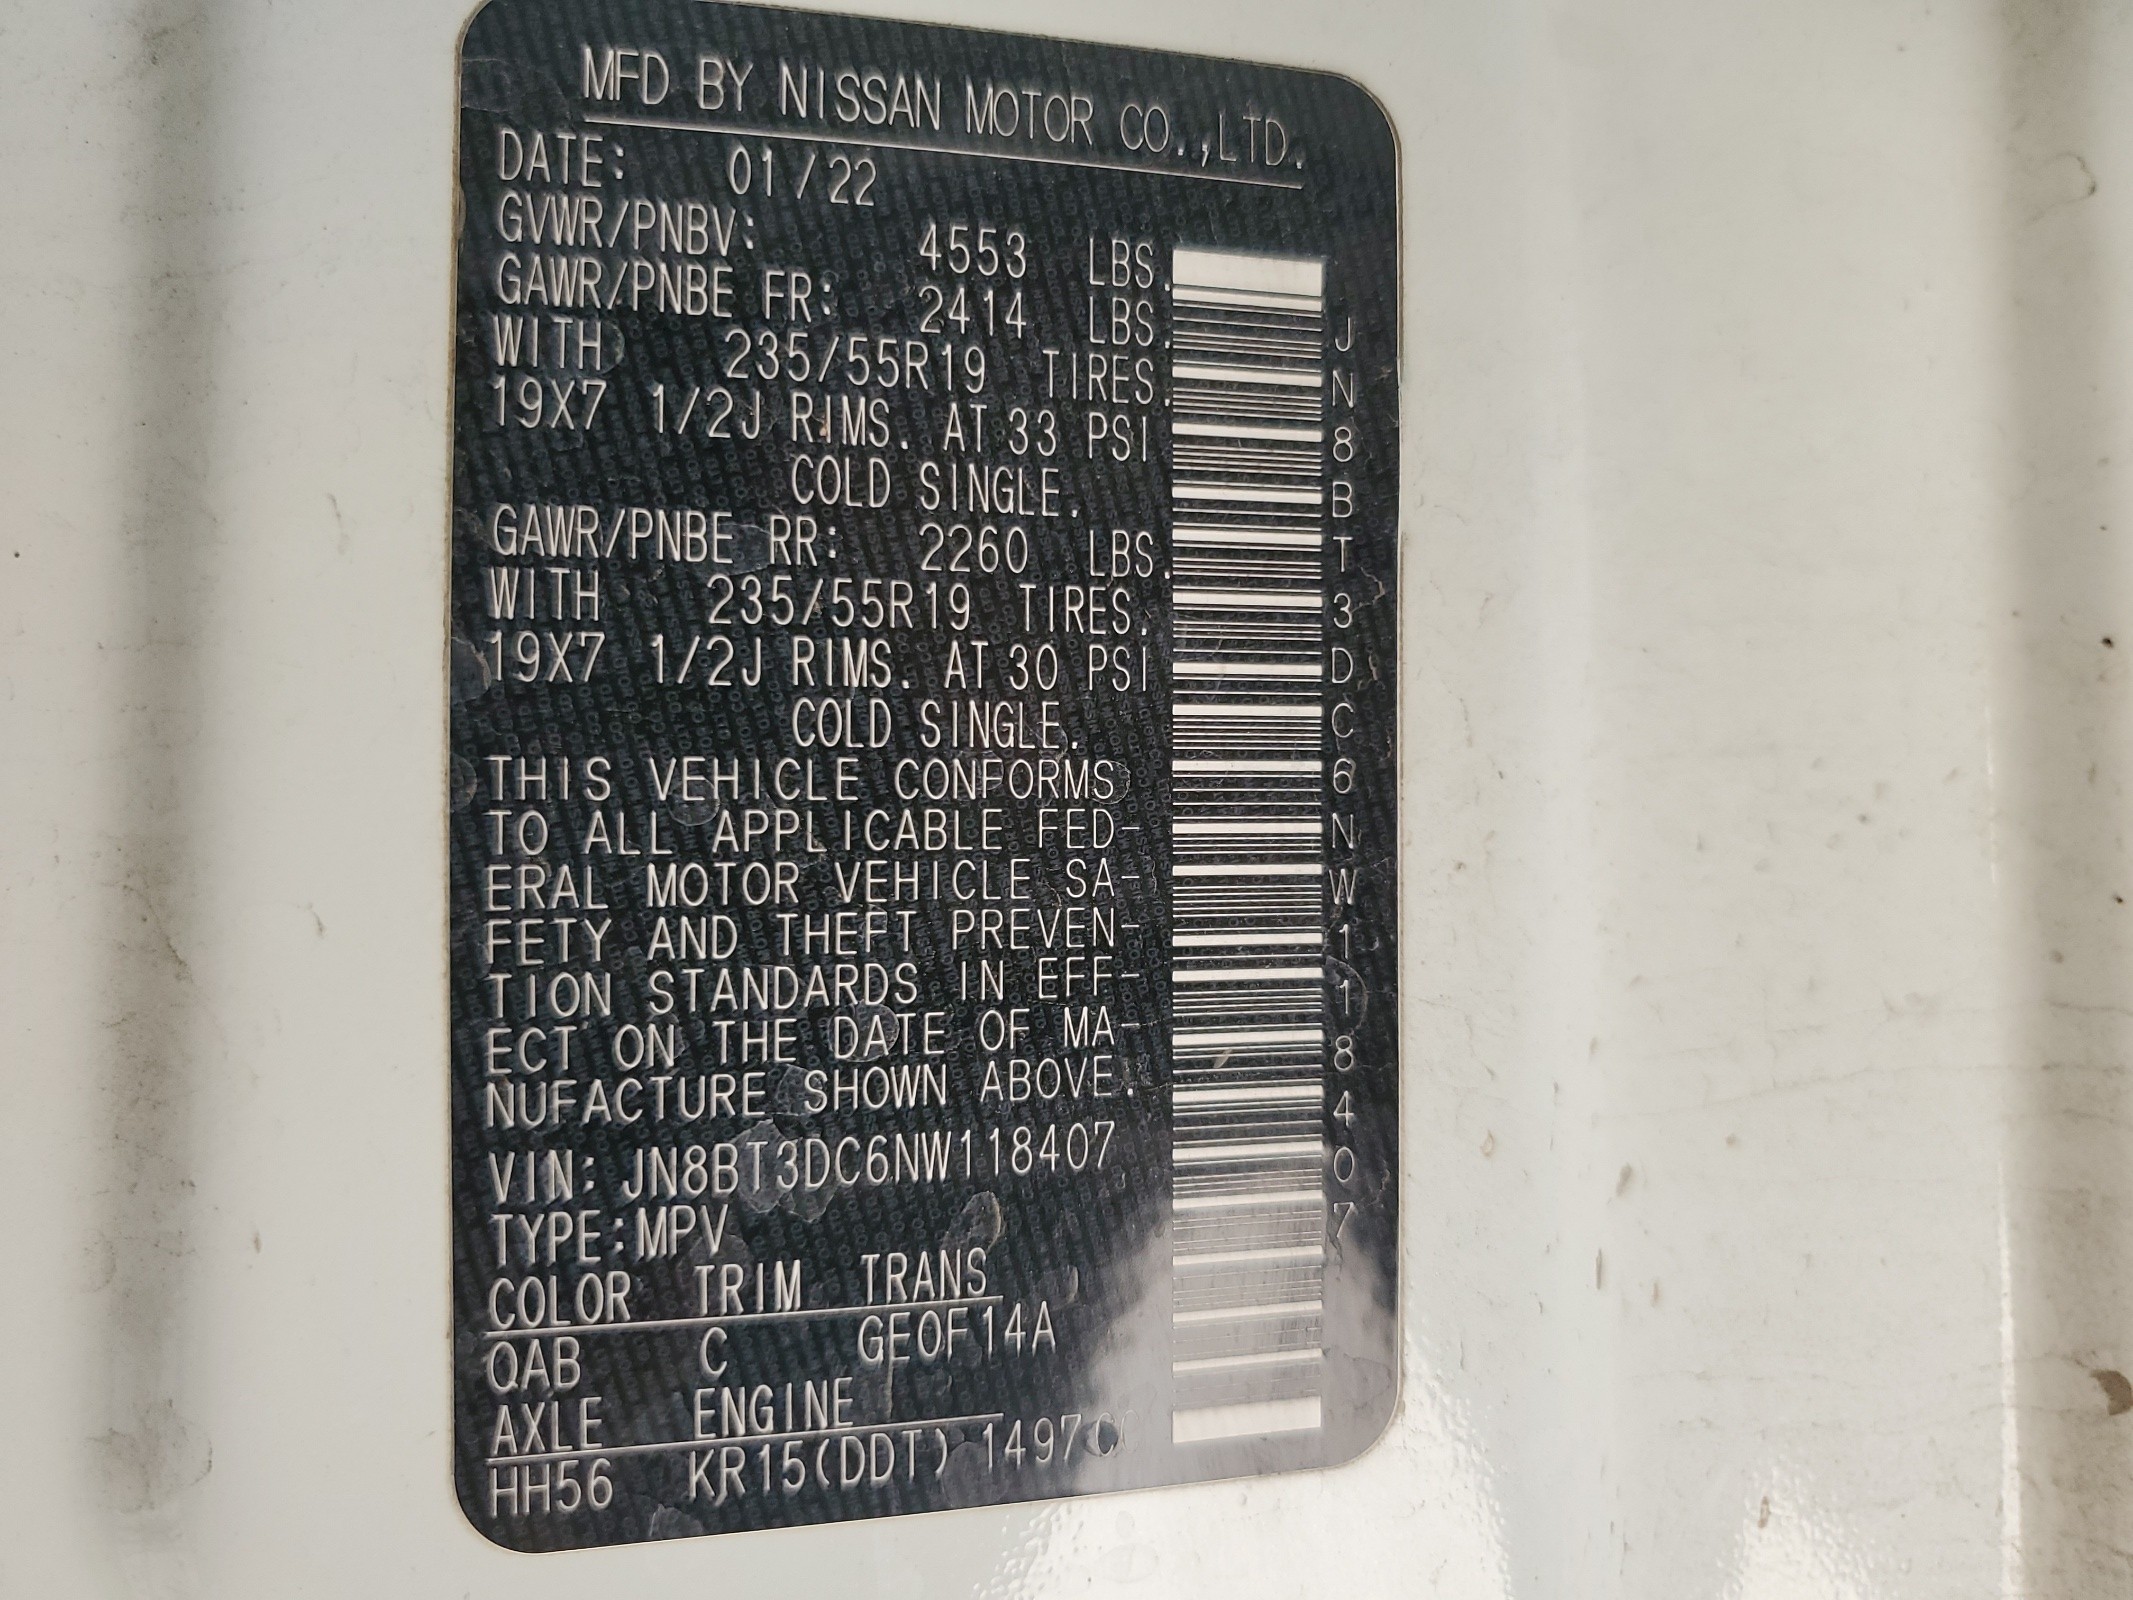 MFD BY NISSAN MOTOR CO.,LTD.
DATE: 01/22
GVWR/PNBV: 4553 LBS.
GAWR/PNBE FR: 2414 LBS.
WITH 235/55R19 TIRES.
19X7 1/2J RIMS. AT 33 PSI
COLD SINGLE.
GAWR/PNBE RR: 2260 LBS.
WITH 235/55R19 TIRES.
19X7 1/2J RIMS. AT 30 PSI
COLD SINGLE.
THIS VEHICLE CONFORMS
TO ALL APPLICABLE FED-
ERAL MOTOR VEHICLE SA-
FETY AND THEFT PREVEN-
TION STANDARDS IN EFF-
ECT ON THE DATE OF MA-
NUFACTURE SHOWN ABOVE.
VIN: JN8BT3DC6NW118407
TYPE:MPV
COLOR TRIM TRANS
QAB C GE0F14A
AXLE ENGINE
HH56 KR15(DDT) 1497CC
JN8BT3DC6NW118407